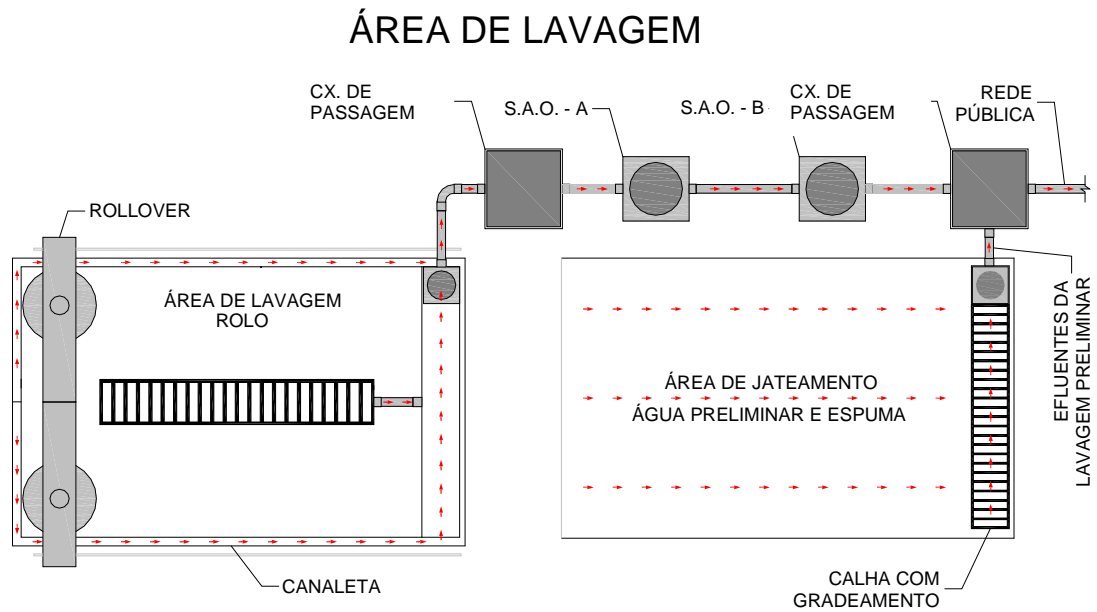 ÁREA DE LAVAGEM
CX. DE
PASSAGEM
S.A.O. - A
S.A.O. - B
CX. DE
PASSAGEM
REDE
PÚBLICA
ROLLOVER
ÁREA DE LAVAGEM
ROLO
ÁREA DE JATEAMENTO
ÁGUA PRELIMINAR E ESPUMA
EFLUENTES DA
LAVAGEM PRELIMINAR
CANALETA
CALHA COM
GRADEAMENTO